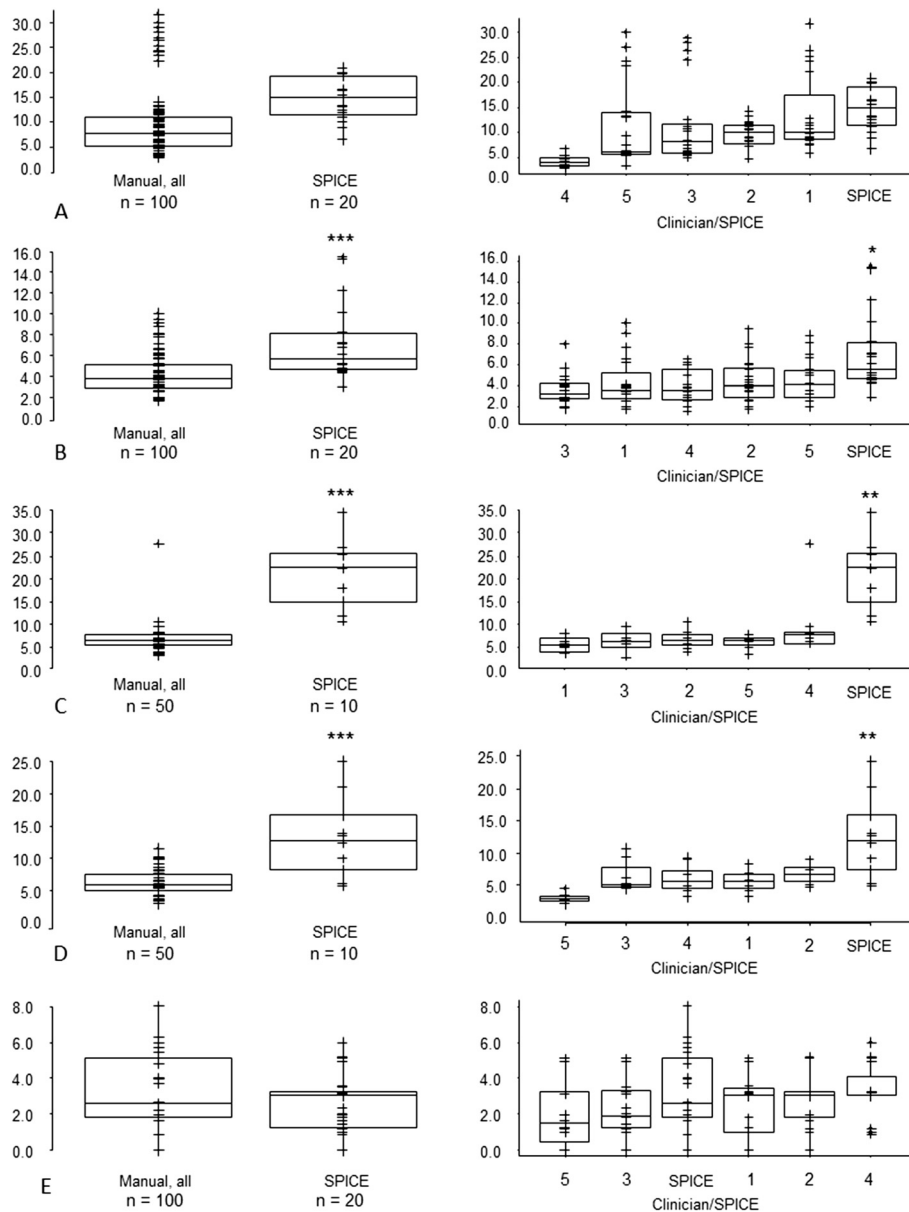 30.0
25.0
20.0
15.0
10.0
5.0
0.0
Manual, all
n = 100
SPICE
n = 20
A
30.0
25.0
20.0
15.0
10.0
5.0
0.0
4 5 3 2 1 SPICE
Clinician/SPICE
***
16.0
14.0
12.0
10.0
8.0
6.0
4.0
2.0
0.0
Manual, all
n = 100
SPICE
n = 20
B
*
16.0
14.0
12.0
10.0
8.0
6.0
4.0
2.0
0.0
3 1 4 2 5 SPICE
Clinician/SPICE
***
35.0
30.0
25.0
20.0
15.0
10.0
5.0
0.0
Manual, all
n = 50
SPICE
n = 10
C
**
35.0
30.0
25.0
20.0
15.0
10.0
5.0
0.0
1 3 2 5 4 SPICE
Clinician/SPICE
***
25.0
20.0
15.0
10.0
5.0
0.0
Manual, all
n = 50
SPICE
n = 10
D
**
25.0
20.0
15.0
10.0
5.0
0.0
5 3 4 1 2 SPICE
Clinician/SPICE
8.0
6.0
4.0
2.0
0.0
Manual, all
n = 100
SPICE
n = 20
E
8.0
6.0
4.0
2.0
0.0
5 3 SPICE 1 2 4
Clinician/SPICE